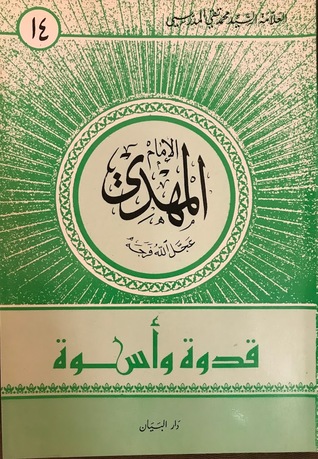 العلامة السيد محمد تقي المدرسي
١٤
الإمام
المهدي
عجل الله فرجه
قدوة وأسوة
دار البيان